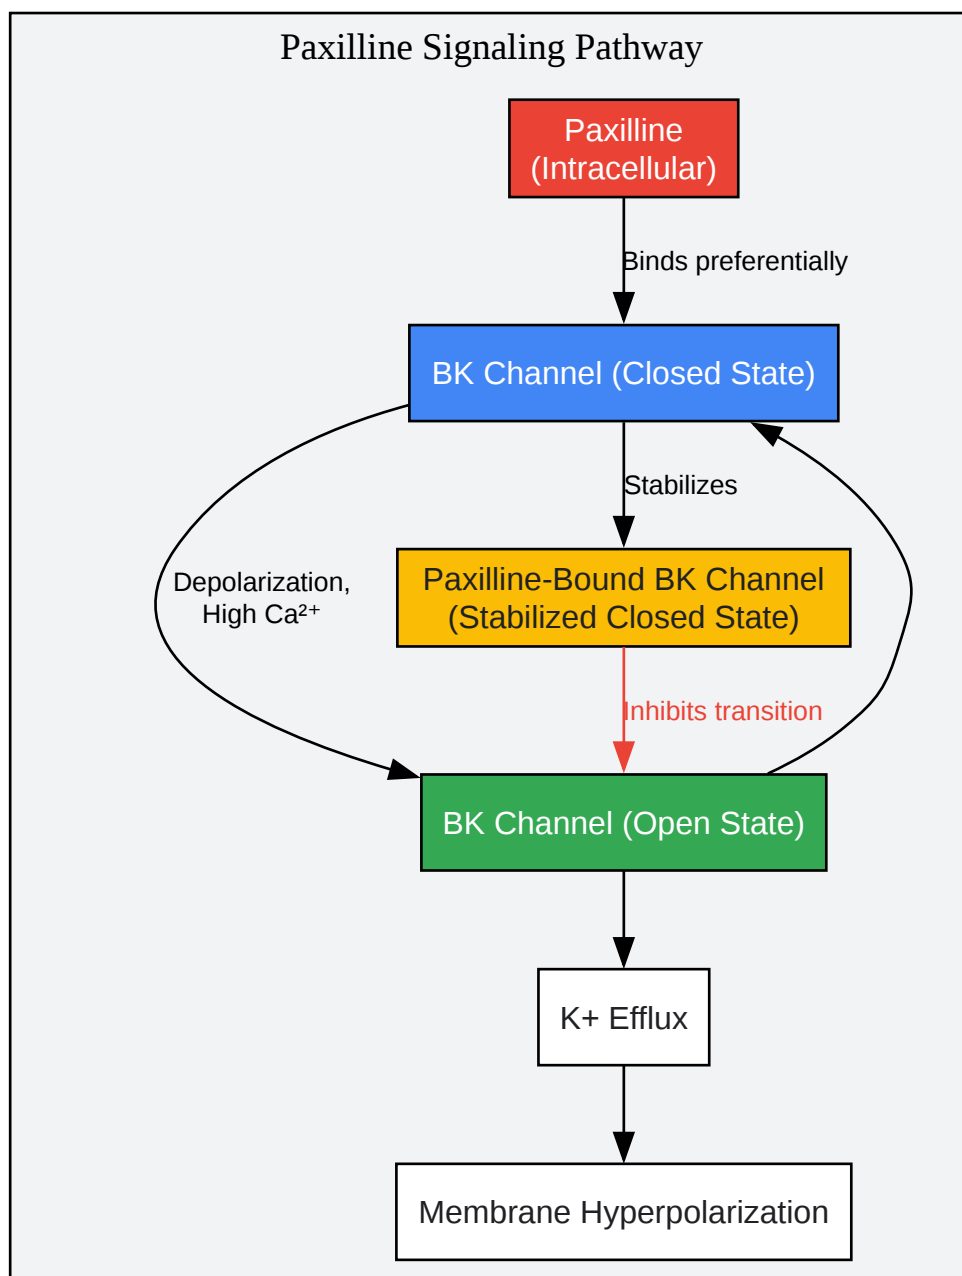 Paxilline Signaling Pathway
Paxilline
(Intracellular)
Binds preferentially
BK Channel (Closed State)
Stabilizes
Depolarization,
High Ca²⁺
Paxilline-Bound BK Channel
(Stabilized Closed State)
Inhibits transition
BK Channel (Open State)
K+ Efflux
Membrane Hyperpolarization